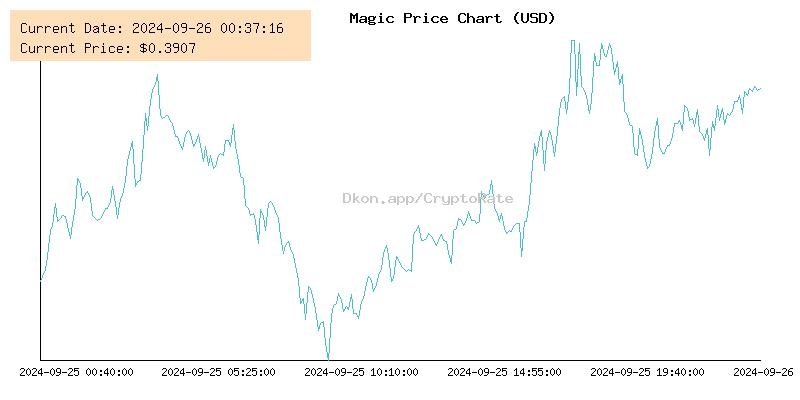 Magic Price Chart (USD)
Current Date: 2024-09-26 00:37:16
Current Price: $0.3907
Dkon.app/CryptoRate
2024-09-25 00:40:00 2024-09-25 05:25:00 2024-09-25 10:10:00 2024-09-25 14:55:00 2024-09-25 19:40:00 2024-09-26